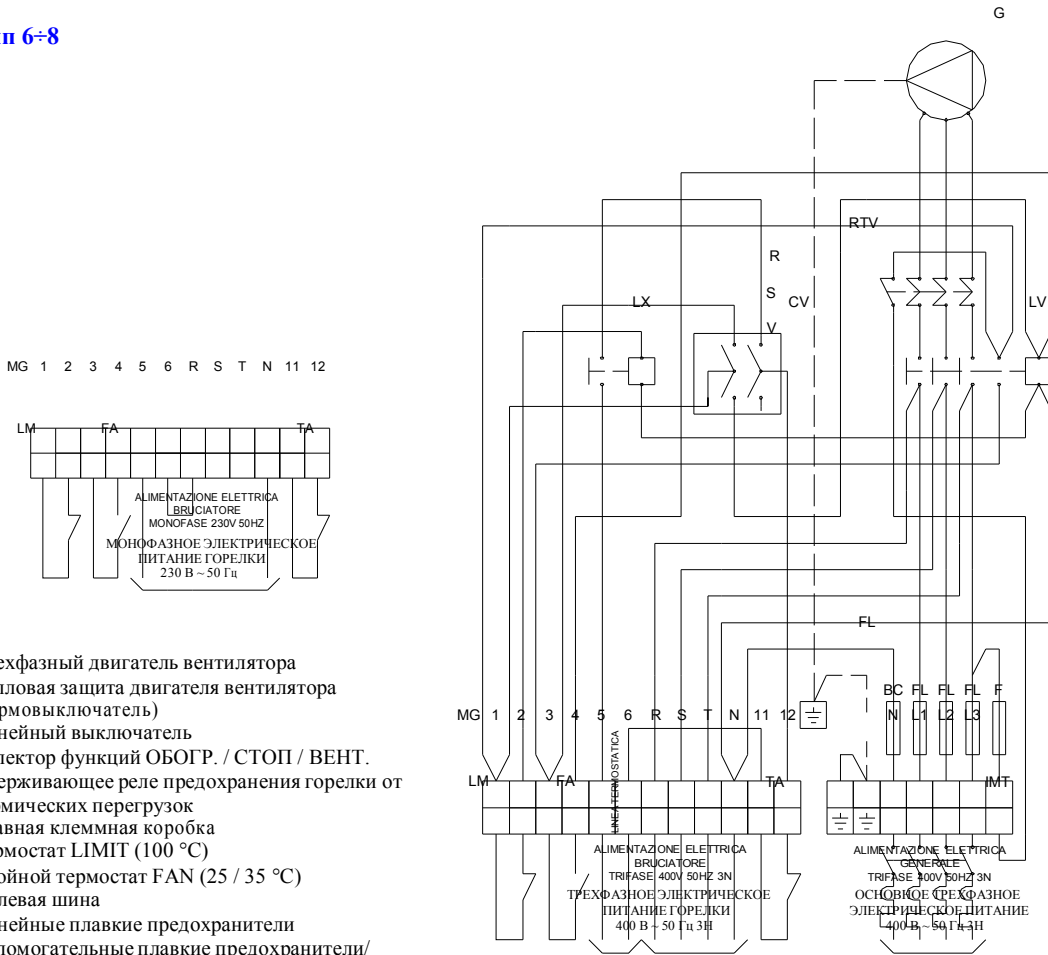 п 6÷8
G
RTV
R
S
V
LX
CV
LV
MG 1 2 3 4 5 6 R S T N 11 12
LM FA TA
ALIMENTAZIONE ELETTRICA
BRUCIATORE
MONOFASE 230V 50HZ
МОНОФАЗНОЕ ЭЛЕКТРИЧЕСКОЕ
ПИТАНИЕ ГОРЕЛКИ
230 В ~ 50 Гц
ехфазный двигатель вентилятора
пловая защита двигателя вентилятора
рмовыключатель)
нейный выключатель
лектор функций ОБОГР. / СТОП / ВЕНТ.
ерживающее реле предохранения горелки от
рмических перегрузок
авная клеммная коробка
рмостат LIMIT (100 °C)
ойной термостат FAN (25 / 35 °C)
левая шина
нейные плавкие предохранители
помогательные плавкие предохранители/
FL
BC FL FL FL F
MG 1 2 3 4 5 6 R S T N 11 12
N L1 L2 L3
LM FA TA
LINEA TERMOSTATICA
IMT
ALIMENTAZIONE ELETTRICA
BRUCIATORE
TRIFASE 400V 50HZ 3N
ТРЕХФАЗНОЕ ЭЛЕКТРИЧЕСКОЕ
ПИТАНИЕ ГОРЕЛКИ
400 В ~ 50 Гц 3Н
ALIMENTAZIONE ELETTRICA
GENERALE
TRIFASE 400V 50HZ 3N
ОСНОВНОЕ ТРЕХФАЗНОЕ
ЭЛЕКТРИЧЕСКОЕ ПИТАНИЕ
400 В ~ 50 Гц 3Н